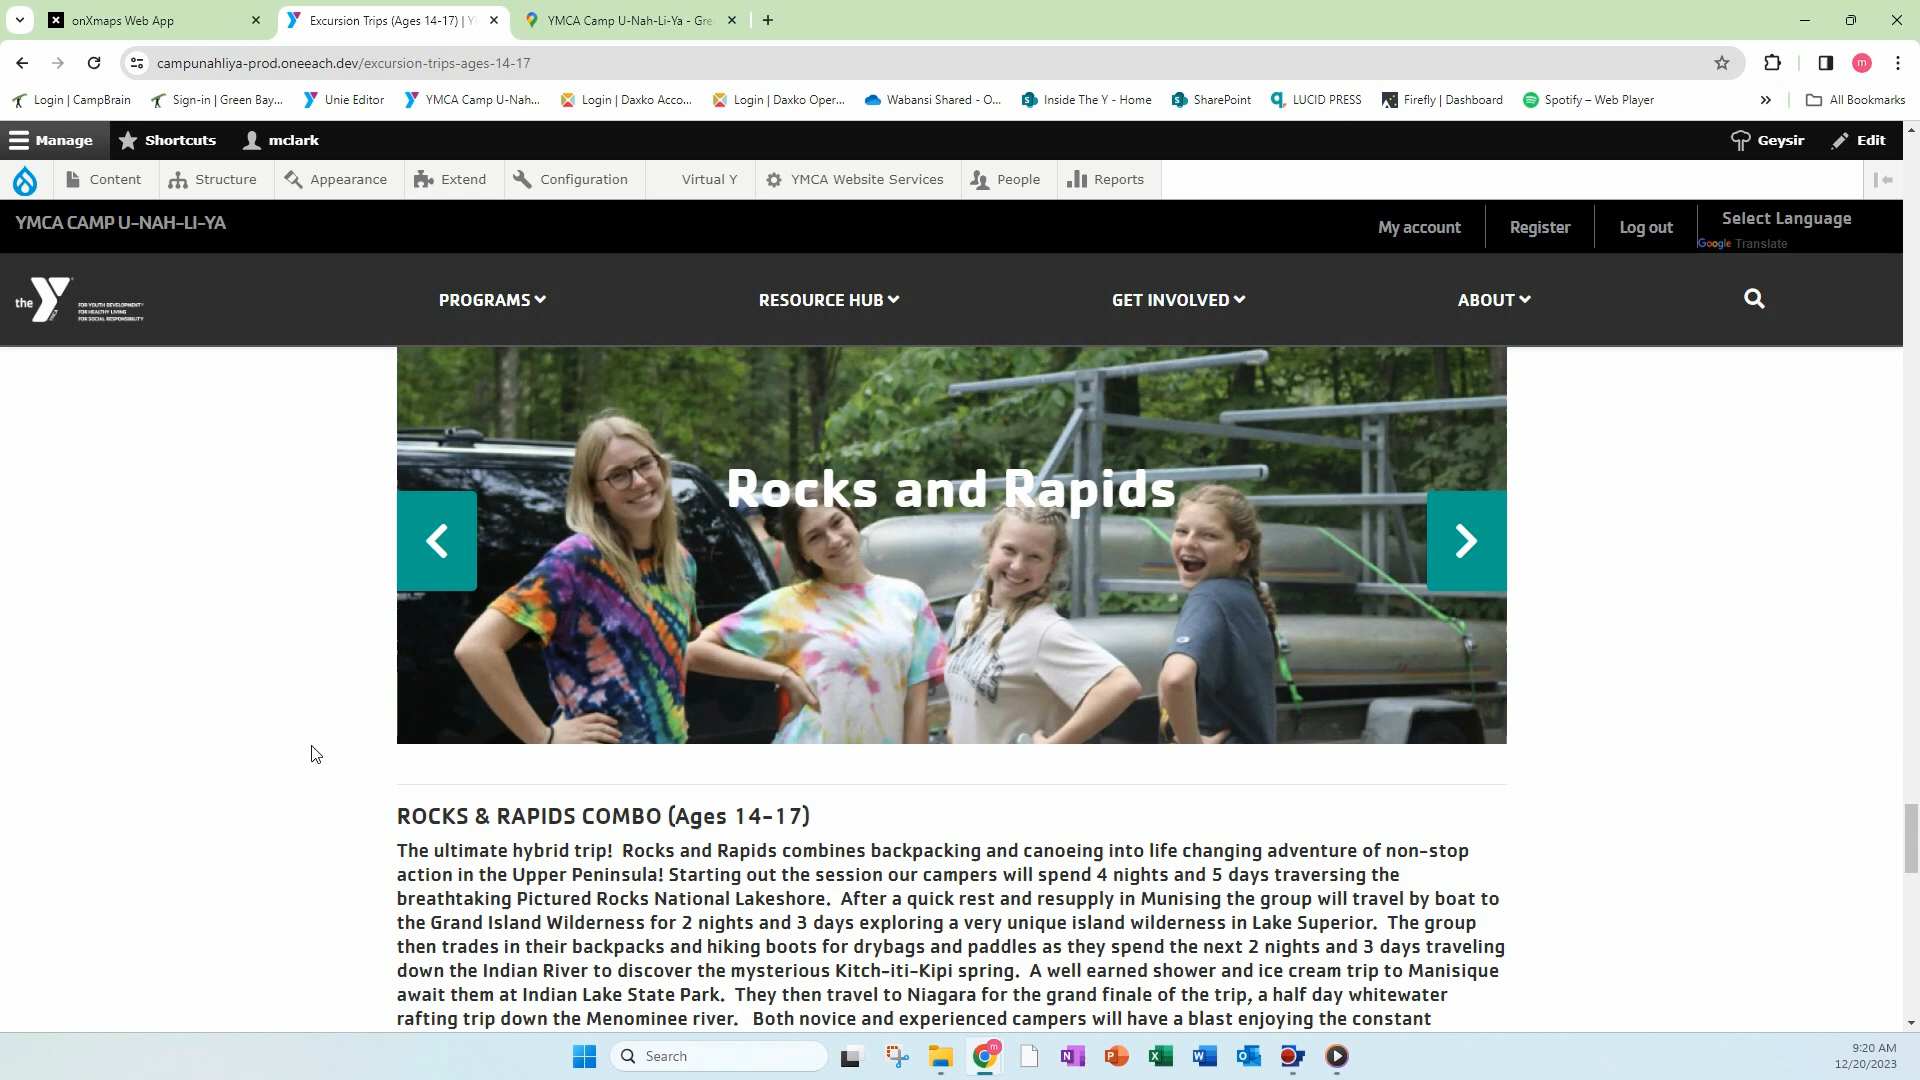 onXmaps Web App
Excursion Trips (Ages 14-17) | Y
YMCA Camp U-Nah-Li-Ya - Gre
campunahliya-prod.oneeach.dev/excursion-trips-ages-14-17
m
Login | CampBrain
Sign-in | Green Bay...
Unie Editor
YMCA Camp U-Nah...
Login | Daxko Acco...
Login | Daxko Oper...
Wabansi Shared - O...
Inside The Y - Home
SharePoint
LUCID PRESS
Firefly | Dashboard
Spotify – Web Player
All Bookmarks
Manage
Shortcuts
mclark
Geysir
Edit
Content
Structure
Appearance
Extend
Configuration
Virtual Y
YMCA Website Services
People
Reports
YMCA CAMP U-NAH-LI-YA
My account
Register
Log out
Select Language
Google Translate
the Y
FOR YOUTH DEVELOPMENT®
FOR HEALTHY LIVING
FOR SOCIAL RESPONSIBILITY
PROGRAMS
RESOURCE HUB
GET INVOLVED
ABOUT
Rocks and Rapids
ROCKS & RAPIDS COMBO (Ages 14-17)
The ultimate hybrid trip!  Rocks and Rapids combines backpacking and canoeing into life changing adventure of non-stop
action in the Upper Peninsula! Starting out the session our campers will spend 4 nights and 5 days traversing the
breathtaking Pictured Rocks National Lakeshore.  After a quick rest and resupply in Munising the group will travel by boat to
the Grand Island Wilderness for 2 nights and 3 days exploring a very unique island wilderness in Lake Superior.  The group
then trades in their backpacks and hiking boots for drybags and paddles as they spend the next 2 nights and 3 days traveling
down the Indian River to discover the mysterious Kitch-iti-Kipi spring.  A well earned shower and ice cream trip to Manisique
await them at Indian Lake State Park.  They then travel to Niagara for the grand finale of the trip, a half day whitewater
rafting trip down the Menominee river.   Both novice and experienced campers will have a blast enjoying the constant
Search
9:20 AM
12/20/2023